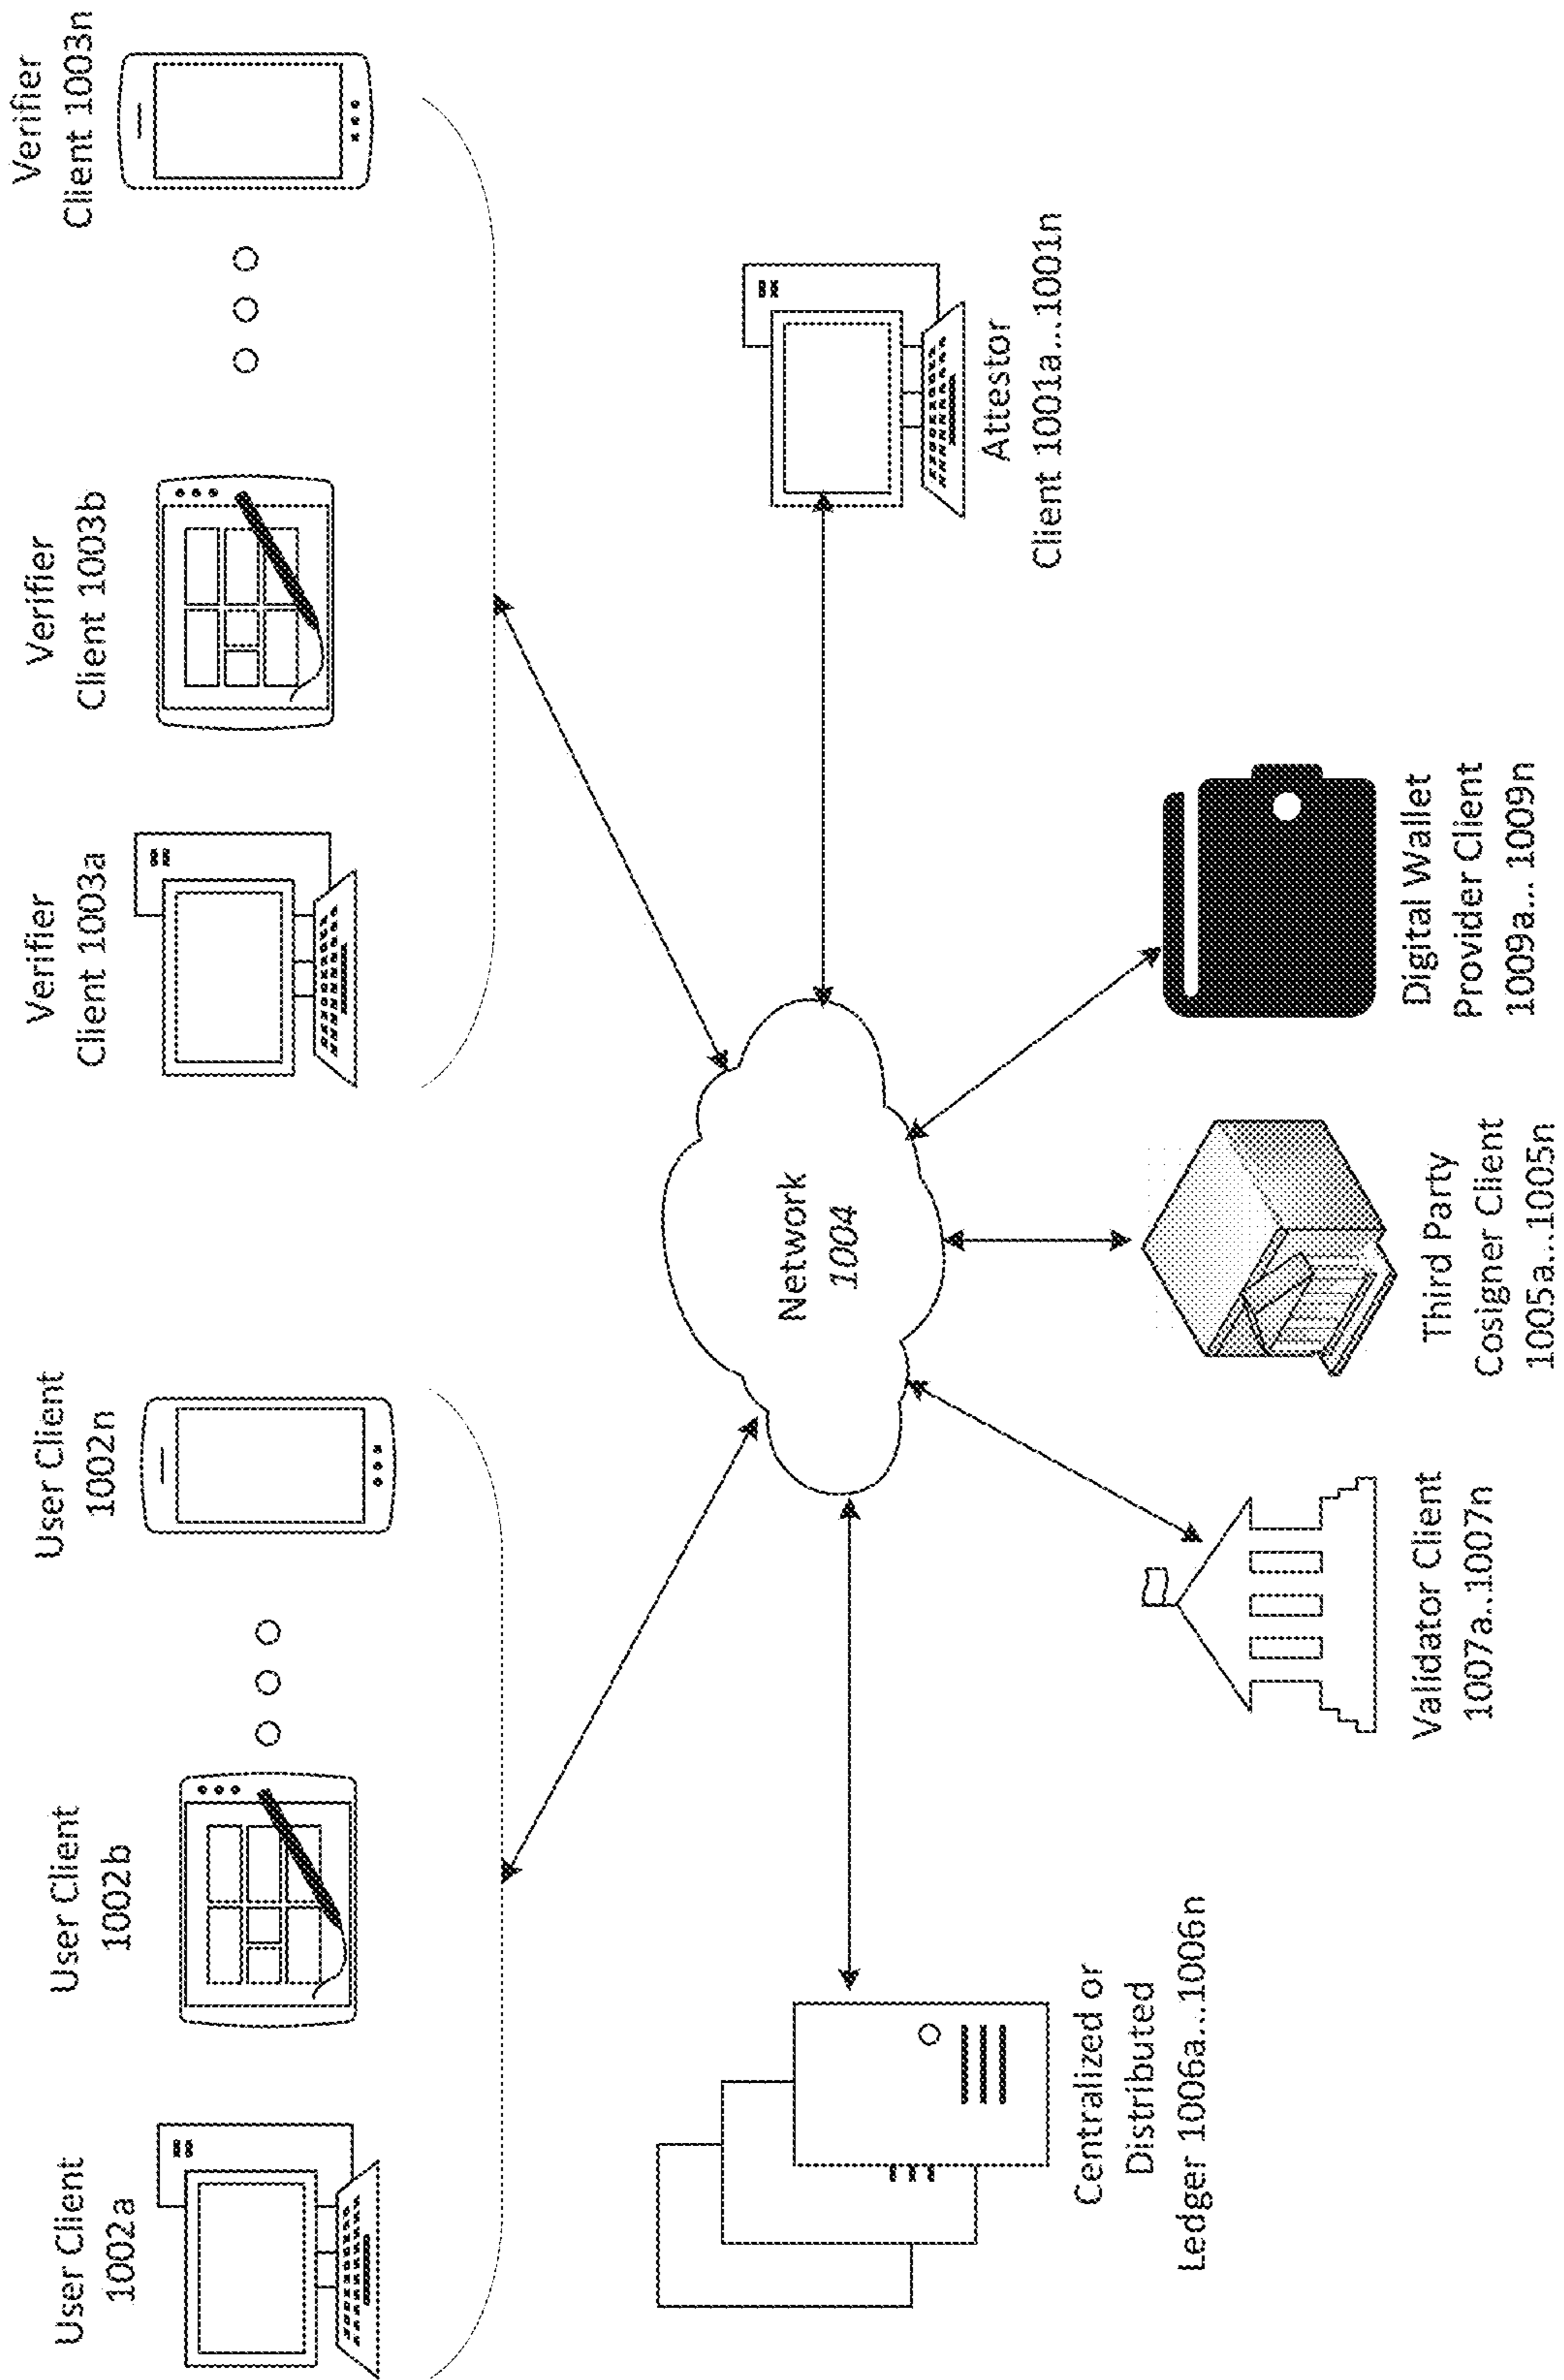 User Client
1002a
User Client
1002b
User Client
1002n
Verifier
Client 1003a
Verifier
Client 1003b
Verifier
Client 1003n
Network
1004
Centralized or
Distributed
Ledger 1006a...1006n
Validator Client
1007a..1007n
Third Party
Cosigner Client
1005a...1005n
Digital Wallet
Provider Client
1009a... 1009n
Attestor
Client 1001a...1001n